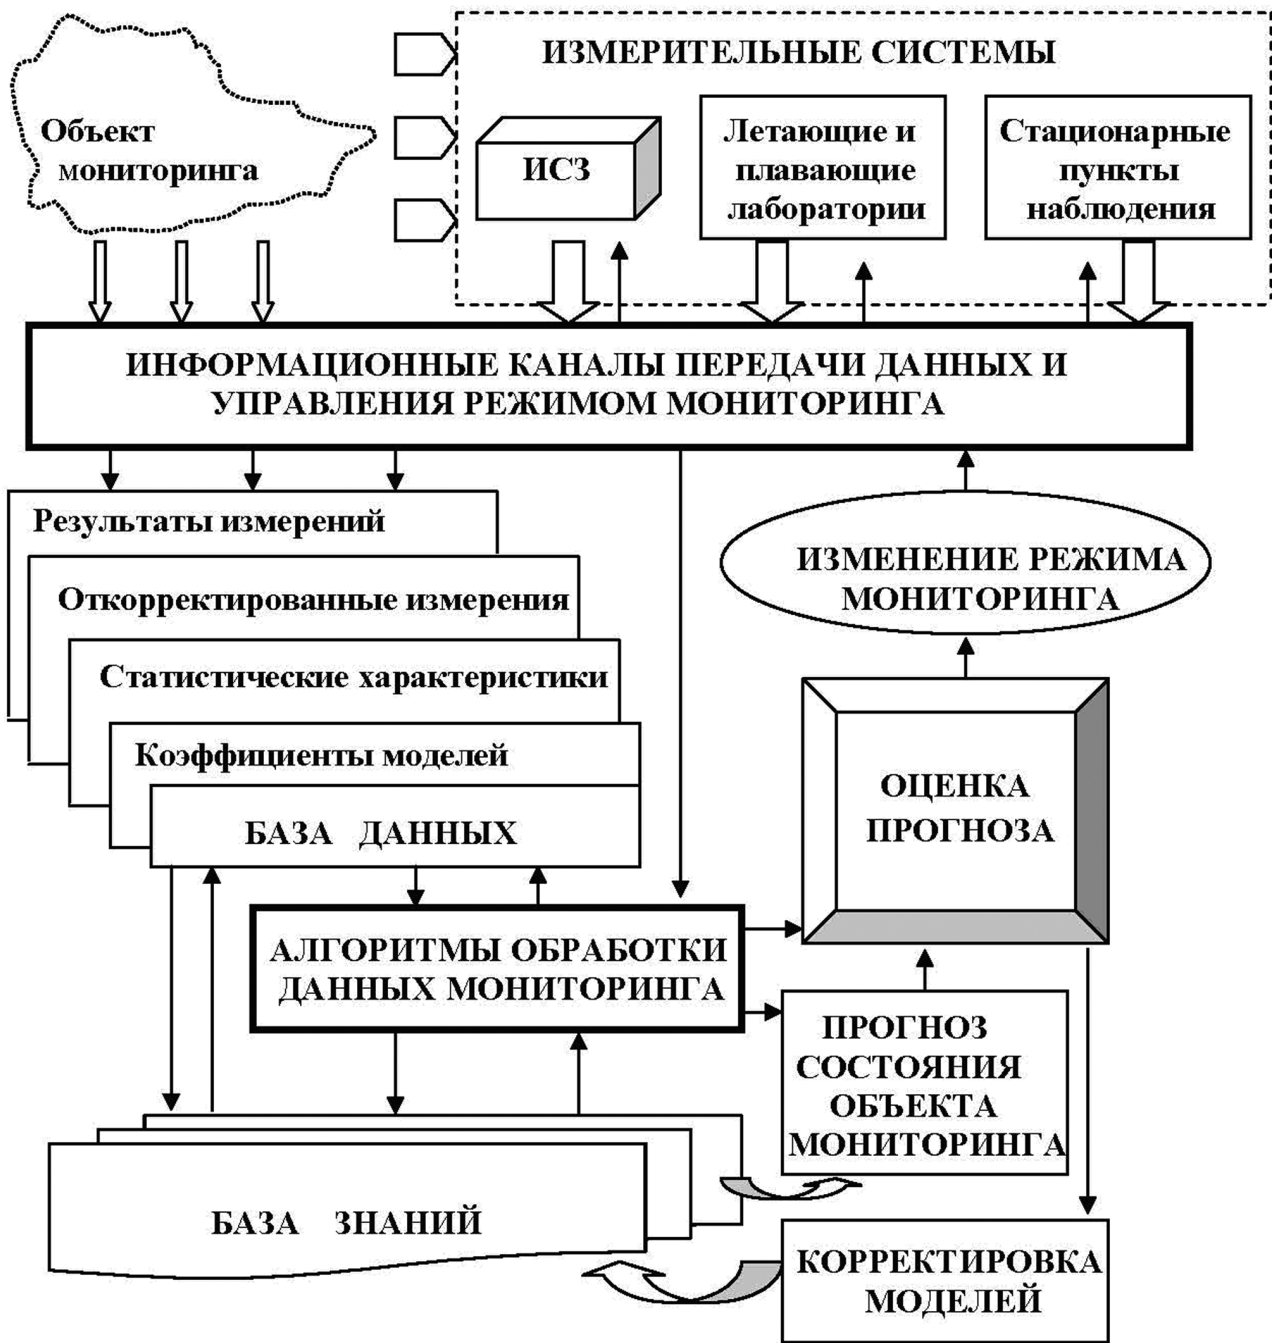 ИЗМЕРИТЕЛЬНЫЕ СИСТЕМЫ
Объект
мониторинга
ИСЗ
Летающие и
плавающие
лаборатории
Стационарные
пункты
наблюдения
ИНФОРМАЦИОННЫЕ КАНАЛЫ ПЕРЕДАЧИ ДАННЫХ И
УПРАВЛЕНИЯ РЕЖИМОМ МОНИТОРИНГА
Результаты измерений
Откорректированные измерения
Статистические характеристики
Коэффициенты моделей
БАЗА ДАННЫХ
ИЗМЕНЕНИЕ РЕЖИМА
МОНИТОРИНГА
ОЦЕНКА
ПРОГНОЗА
АЛГОРИТМЫ ОБРАБОТКИ
ДАННЫХ МОНИТОРИНГА
ПРОГНОЗ
СОСТОЯНИЯ
ОБЪЕКТА
МОНИТОРИНГА
БАЗА ЗНАНИЙ
КОРРЕКТИРОВКА
МОДЕЛЕЙ